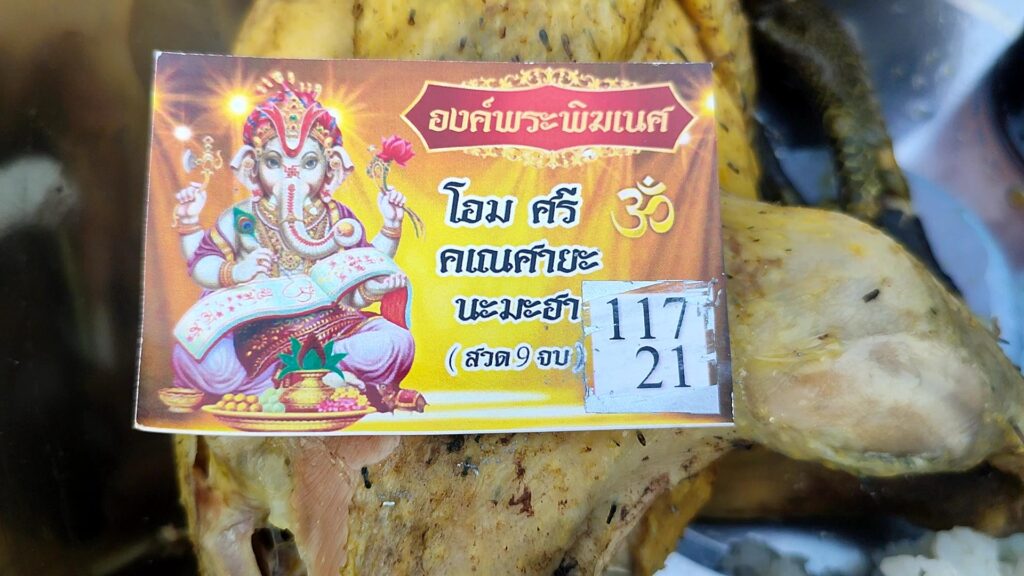 องค์พระพิฆเนศ
โอม ศรี ॐ
คเณศายะ
นะมะฮา
(สวด 9 จบ)
117
21